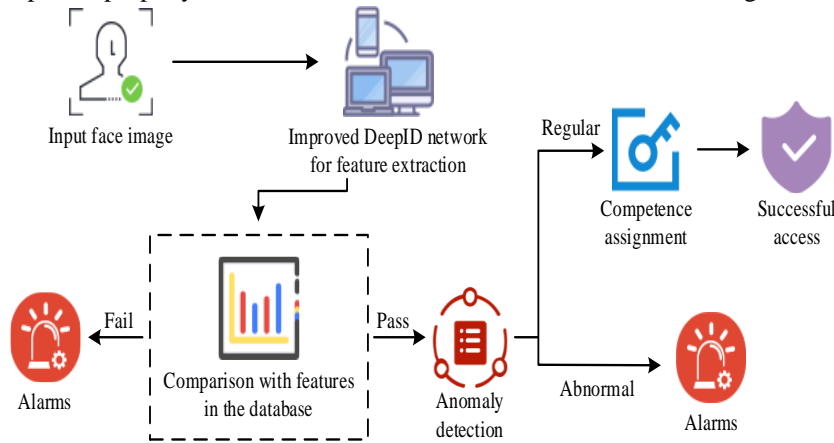 Input face image
Improved DeepID network
for feature extraction
Regular
Competence
assignment
Successful
access
Fail
Pass
Comparison with features
in the database
Alarms
Anomaly
detection
Abnormal
Alarms